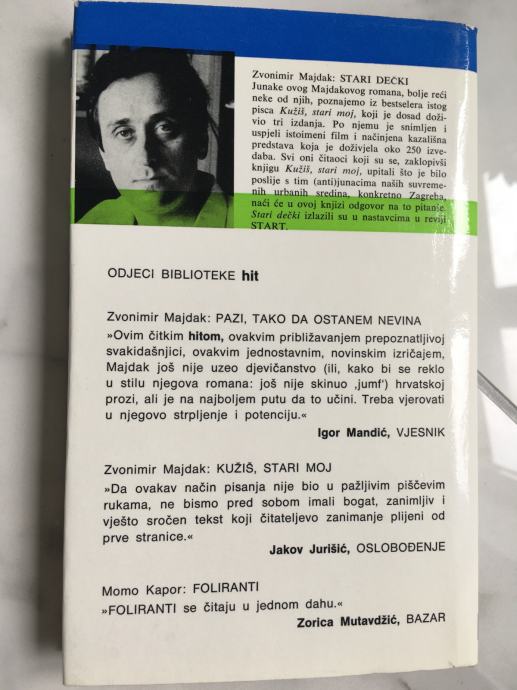 Zvonimir Majdak: STARI DEČKI
Junake ovog Majdakovog romana, bolje reći
neke od njih, poznajemo iz bestselera istog
pisca Kužiš, stari moj, koji je dosad doži-
vio tri izdanja. Po njemu je snimljen i
uspjeli istoimeni film i načinjena kazališna
predstava koja je doživjela oko 250 izve-
daba. Svi oni čitaoci koji su se, zaklopivši
knjigu Kužiš, stari moj, upitali što je bilo
poslije s tim (anti)junacima naših suvreme-
nih urbanih sredina, konkretno Zagreba,
naći će u ovoj knjizi odgovor na to pitanje.
Stari dečki izlazili su u nastavcima u reviji
START.
ODJECI BIBLIOTEKE hit
Zvonimir Majdak: PAZI, TAKO DA OSTANEM NEVINA
»Ovim čitkim hitom, ovakvim približavanjem prepoznatljivoj
svakidašnjici, ovakvim jednostavnim, novinskim izričajem,
Majdak još nije uzeo djevičanstvo (ili, kako bi se reklo
u stilu njegova romana: još nije skinuo ‚jumf') hrvatskoj
prozi, ali je na najboljem putu da to učini. Treba vjerovati
u njegovo strpljenje i potenciju.«
Igor Mandić, VJESNIK
Zvonimir Majdak: KUŽIŠ, STARI MOJ
»Da ovakav način pisanja nije bio u pažljivim piščevim
rukama, ne bismo pred sobom imali bogat, zanimljiv i
vješto sročen tekst koji čitateljevo zanimanje plijeni od
prve stranice.«
Jakov Jurišić, OSLOBOĐENJE
Momo Kapor: FOLIRANTI
»FOLIRANTI se čitaju u jednom dahu.«
Zorica Mutavdžić, BAZAR